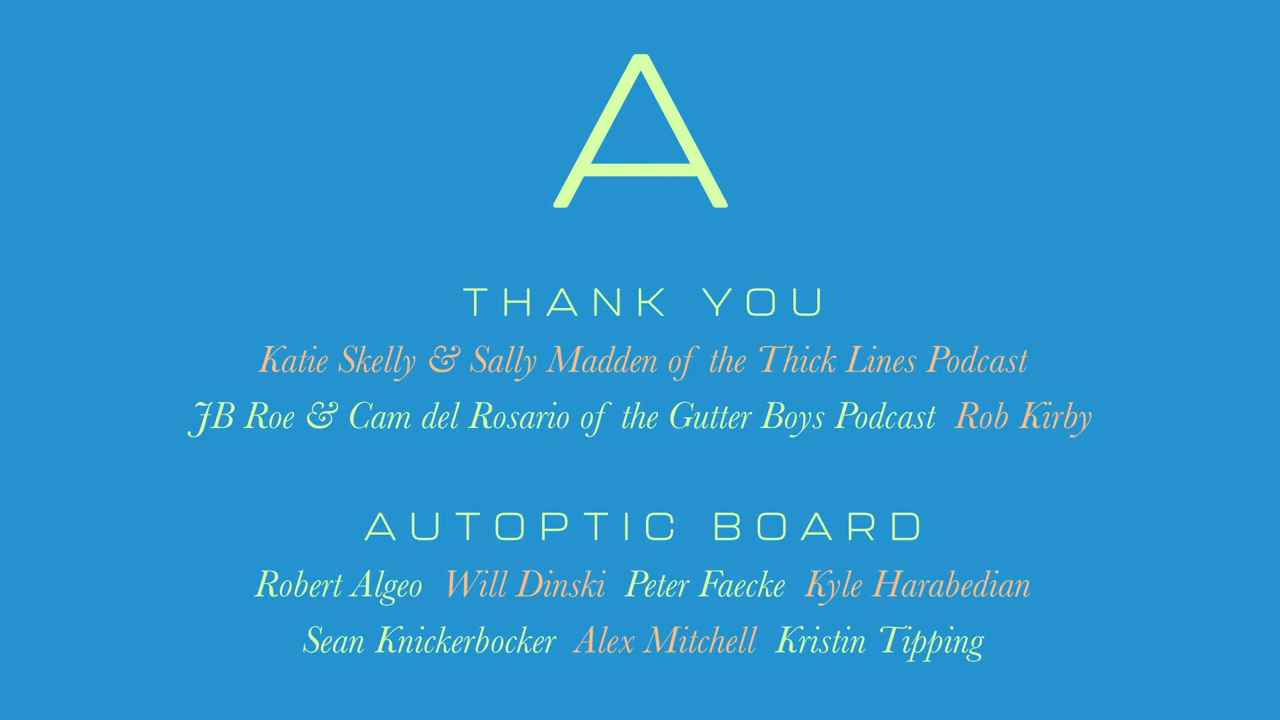 A
THANK YOU
Katie Skelly & Sally Madden of the Thick Lines Podcast
JB Roe & Cam del Rosario of the Gutter Boys Podcast Rob Kirby
AUTOPTIC BOARD
Robert Algeo Will Dinski Peter Faecke Kyle Harabedian
Sean Knickerbocker Alex Mitchell Kristin Tipping